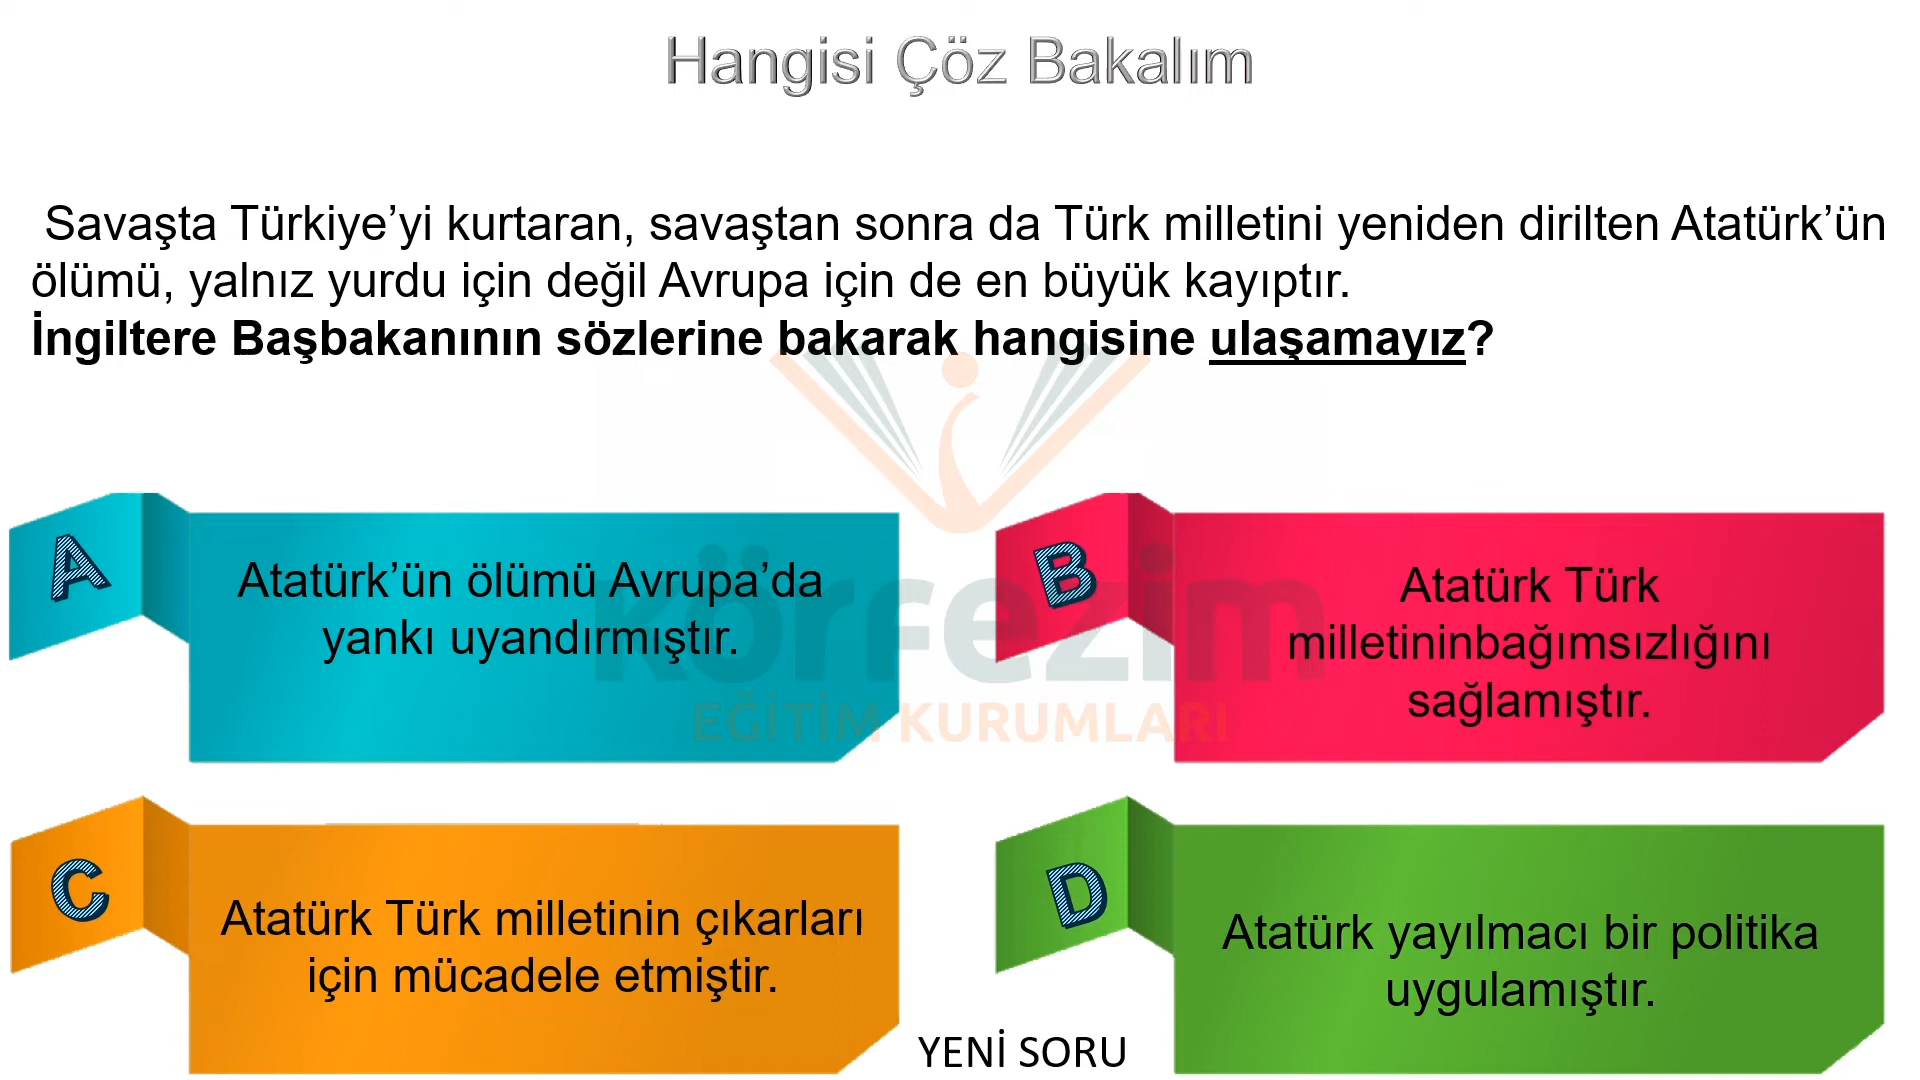 Hangisi Çöz Bakalım
Savaşta Türkiye’yi kurtaran, savaştan sonra da Türk milletini yeniden dirilten Atatürk’ün
ölümü, yalnız yurdu için değil Avrupa için de en büyük kayıptır.
İngiltere Başbakanının sözlerine bakarak hangisine ulaşamayız?
A
Atatürk’ün ölümü Avrupa’da
yankı uyandırmıştır.
B
Atatürk Türk
milletininbağımsızlığını
sağlamıştır.
körfezim
EĞİTİM KURUMLARI
C
Atatürk Türk milletinin çıkarları
için mücadele etmiştir.
D
Atatürk yayılmacı bir politika
uygulamıştır.
YENİ SORU